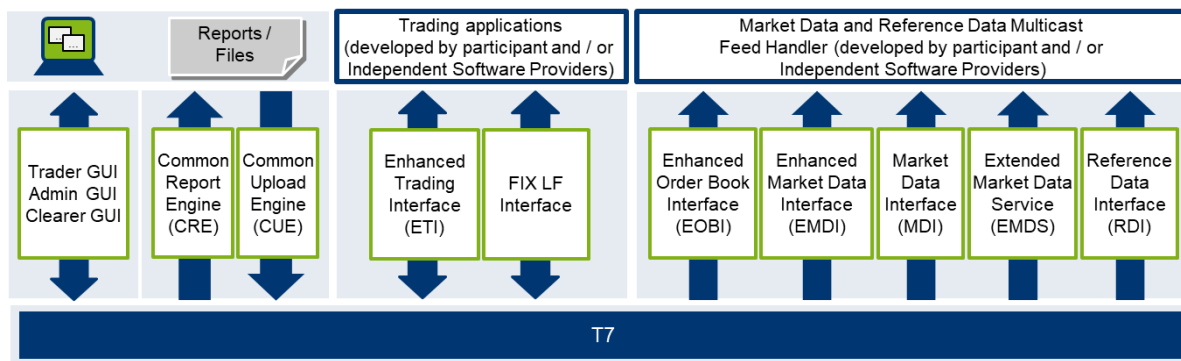 Reports /
Files
Trading applications
(developed by participant and / or
Independent Software Providers)
Market Data and Reference Data Multicast
Feed Handler (developed by participant and / or
Independent Software Providers)
Trader GUI
Admin GUI
Clearer GUI
Common
Report
Engine
(CRE)
Common
Upload
Engine
(CUE)
Enhanced
Trading
Interface
(ETI)
FIX LF
Interface
Enhanced
Order Book
Interface
(EOBI)
Enhanced
Market Data
Interface
(EMDI)
Market
Data
Interface
(MDI)
Extended
Market Data
Service
(EMDS)
Reference
Data
Interface
(RDI)
T7